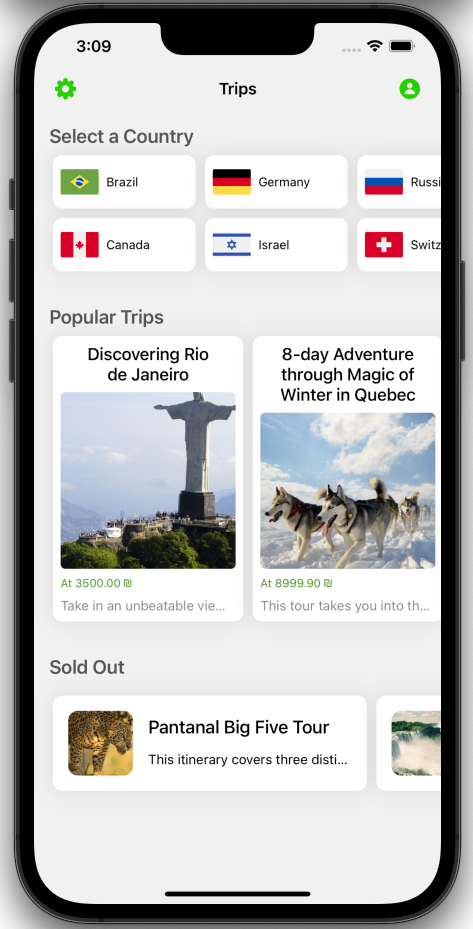 3:09
Trips
Select a Country
Brazil
Germany
Russi
Canada
Israel
Switz
Popular Trips
Discovering Rio
de Janeiro
At 3500.00 ₪
Take in an unbeatable vie...
8-day Adventure
through Magic of
Winter in Quebec
At 8999.90 ₪
This tour takes you into th...
Sold Out
Pantanal Big Five Tour
This itinerary covers three disti...